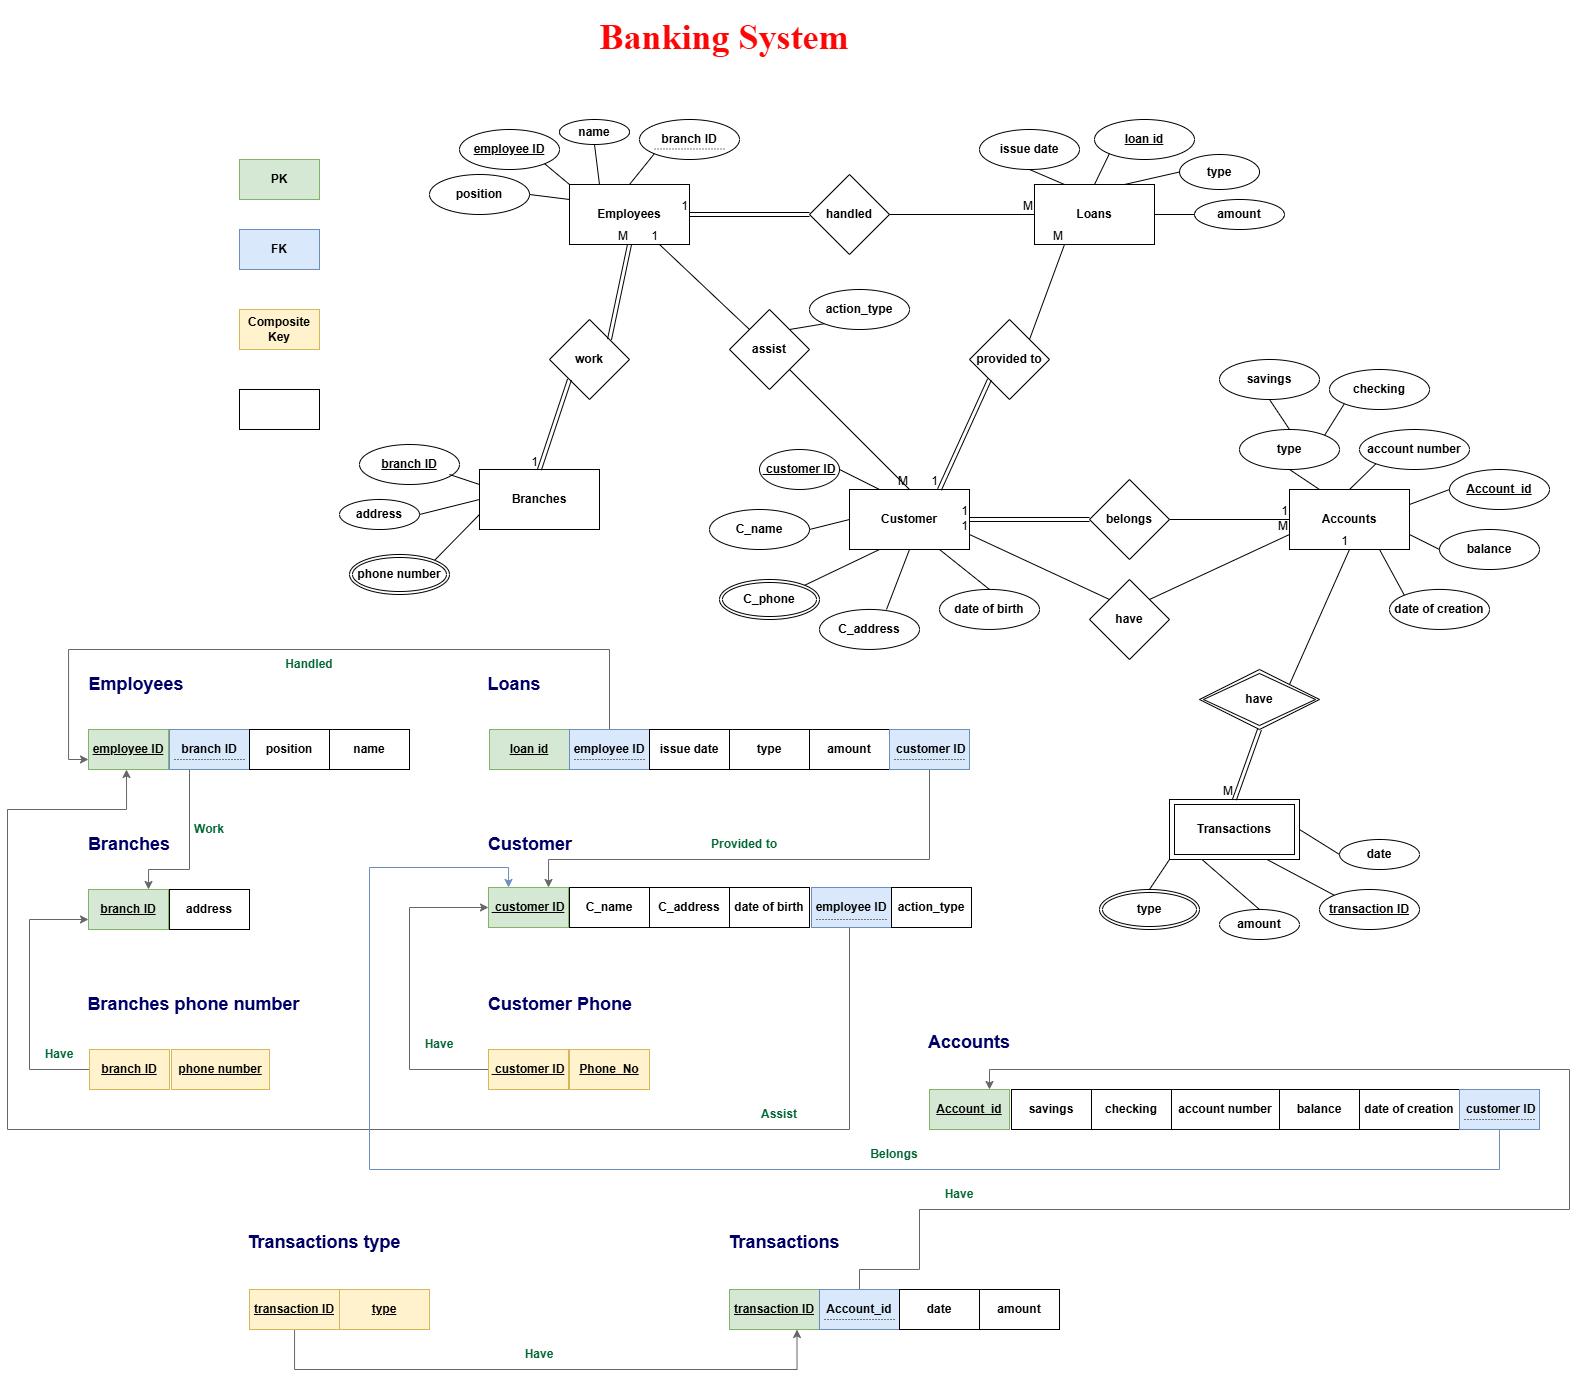 Banking System
PK
FK
Composite
Key
employee ID
name
branch ID
position
Employees
1
M
1
handled
issue date
loan id
type
amount
M
Loans
M
work
assist
action_type
provided to
1
branch ID
address
phone number
Branches
customer ID
C_name
C_phone
C_address
date of birth
M
1
Customer
1
1
belongs
have
savings
checking
type
account number
Account_id
balance
date of creation
1
M
Accounts
1
have
M
Transactions
date
type
amount
transaction ID
Handled
Employees
employee ID branch ID position name
Work
Loans
loan id employee ID issue date type amount customer ID
Provided to
Branches
branch ID address
Customer
customer ID C_name C_address date of birth employee ID action_type
Branches phone number
Have
branch ID phone number
Customer Phone
Have
customer ID Phone_No
Assist
Accounts
Account_id savings checking account number balance date of creation customer ID
Belongs
Have
Transactions type
transaction ID type
Transactions
transaction ID Account_id date amount
Have